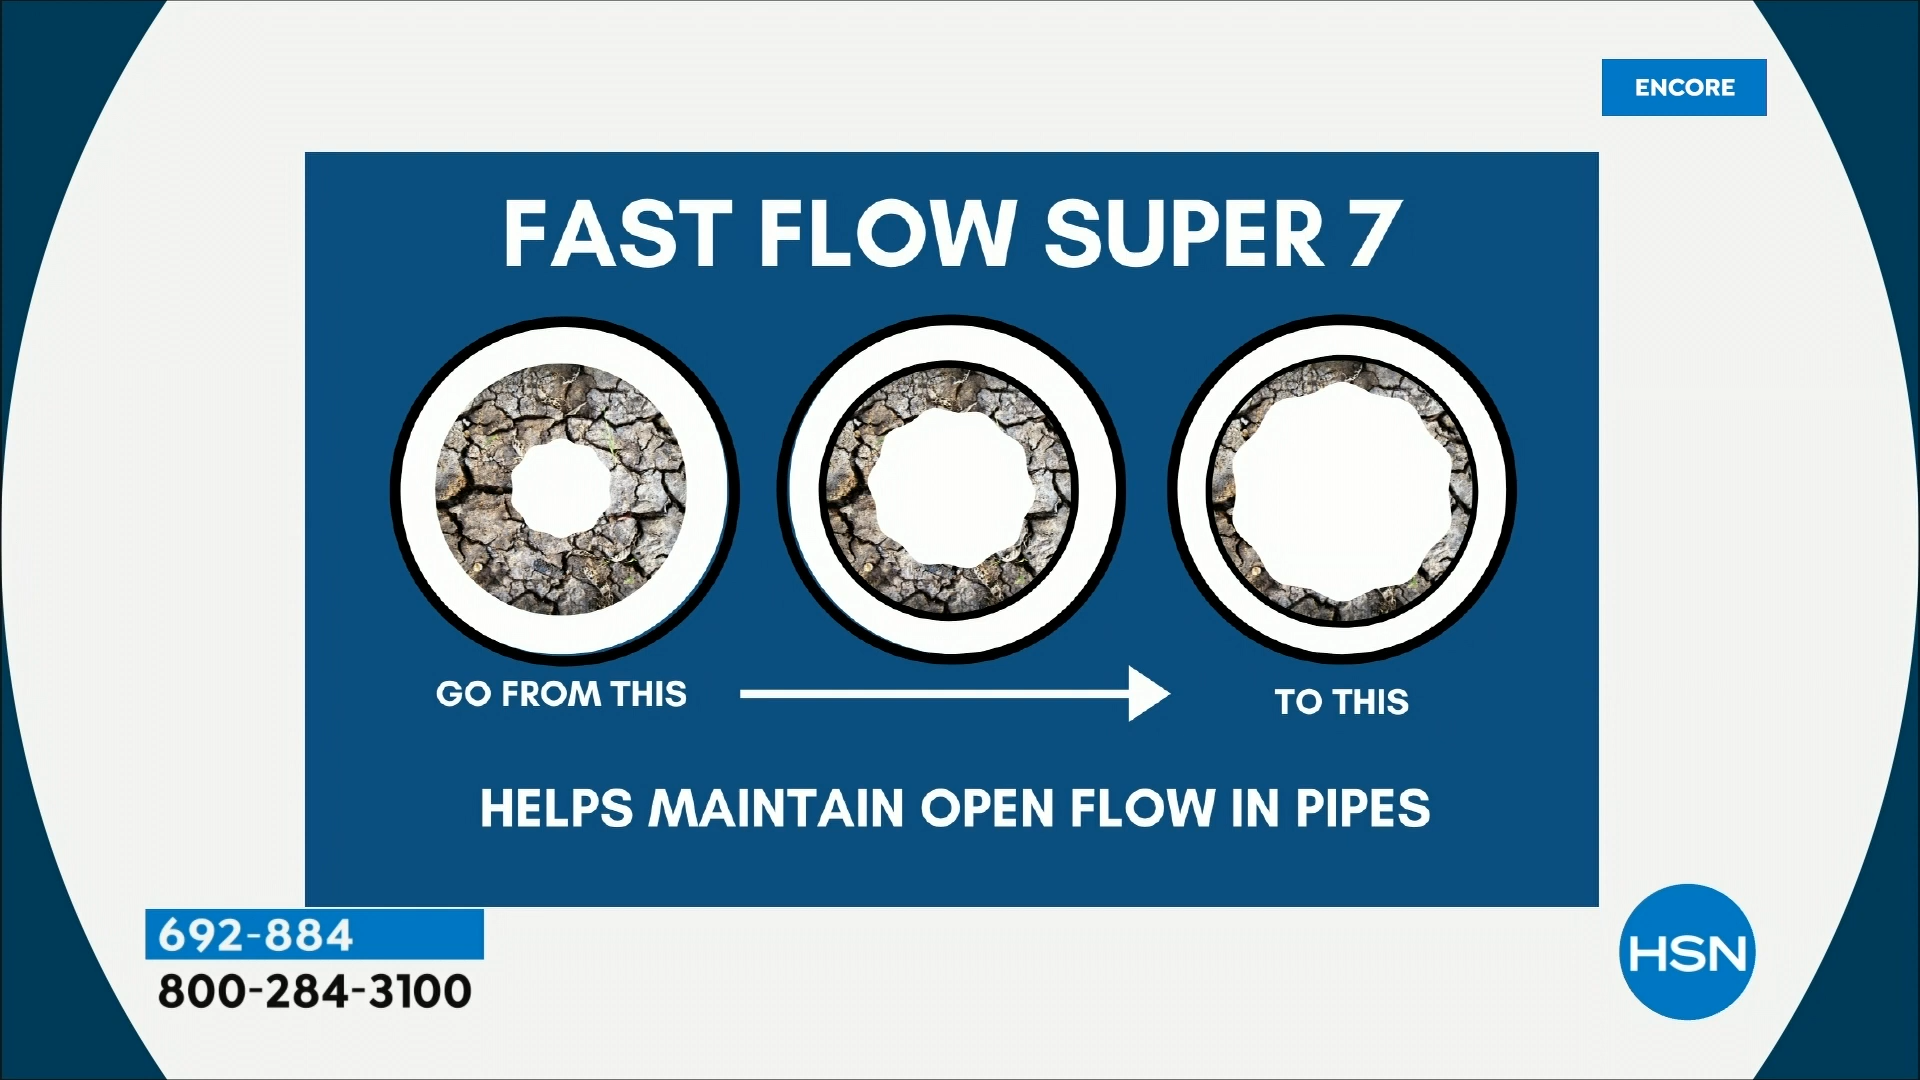 ENCORE
FAST FLOW SUPER 7
GO FROM THIS
TO THIS
HELPS MAINTAIN OPEN FLOW IN PIPES
692-884
800-284-3100
HSN